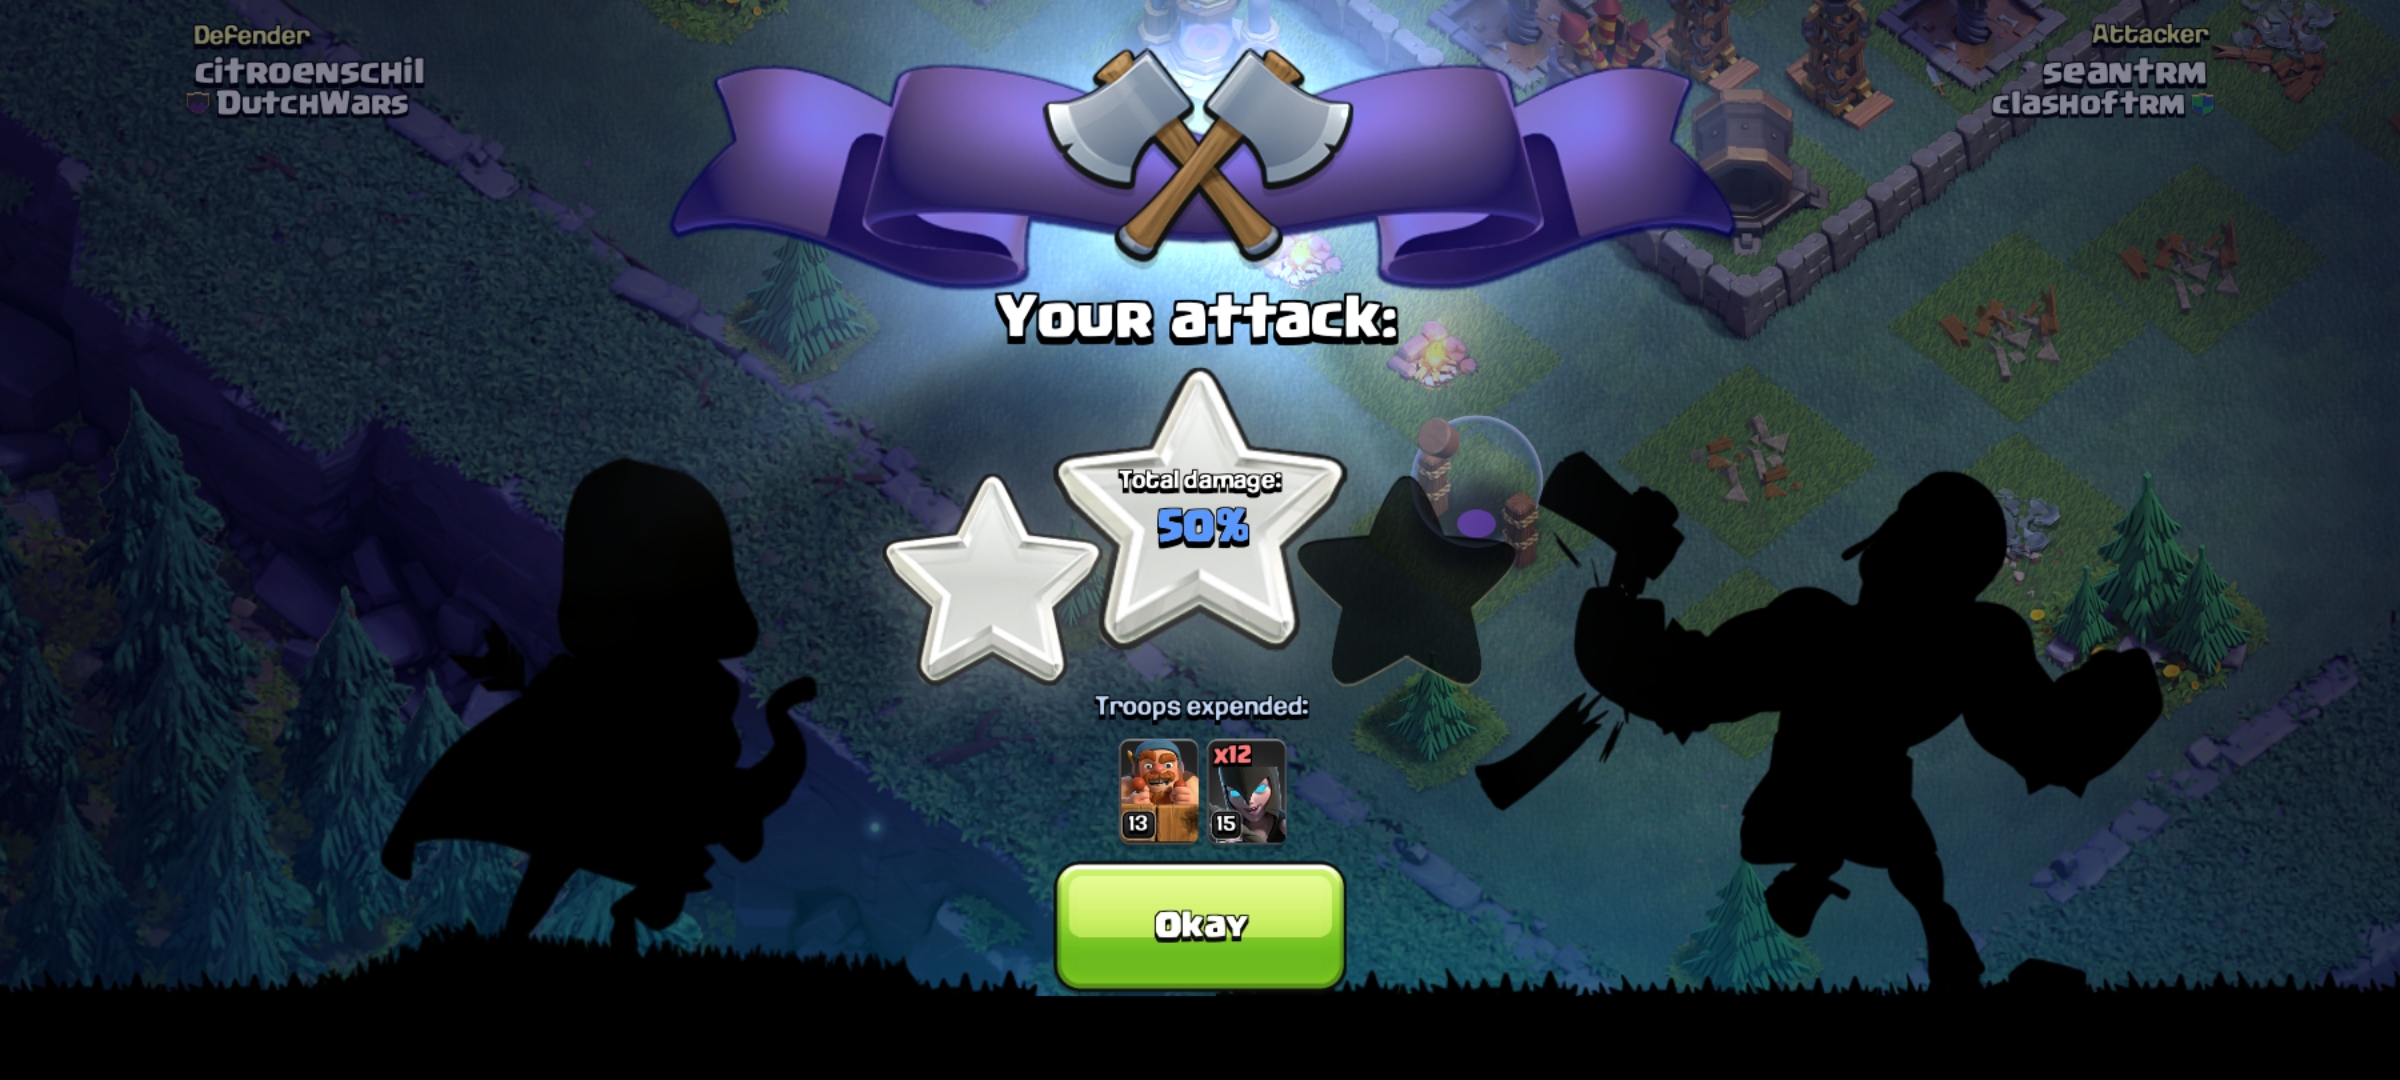 Defender
citroenschil
DutchWars
Attacker
seantrm
clashoftrm
Your attack:
Total damage:
50%
Troops expended:
x12
13
15
Okay